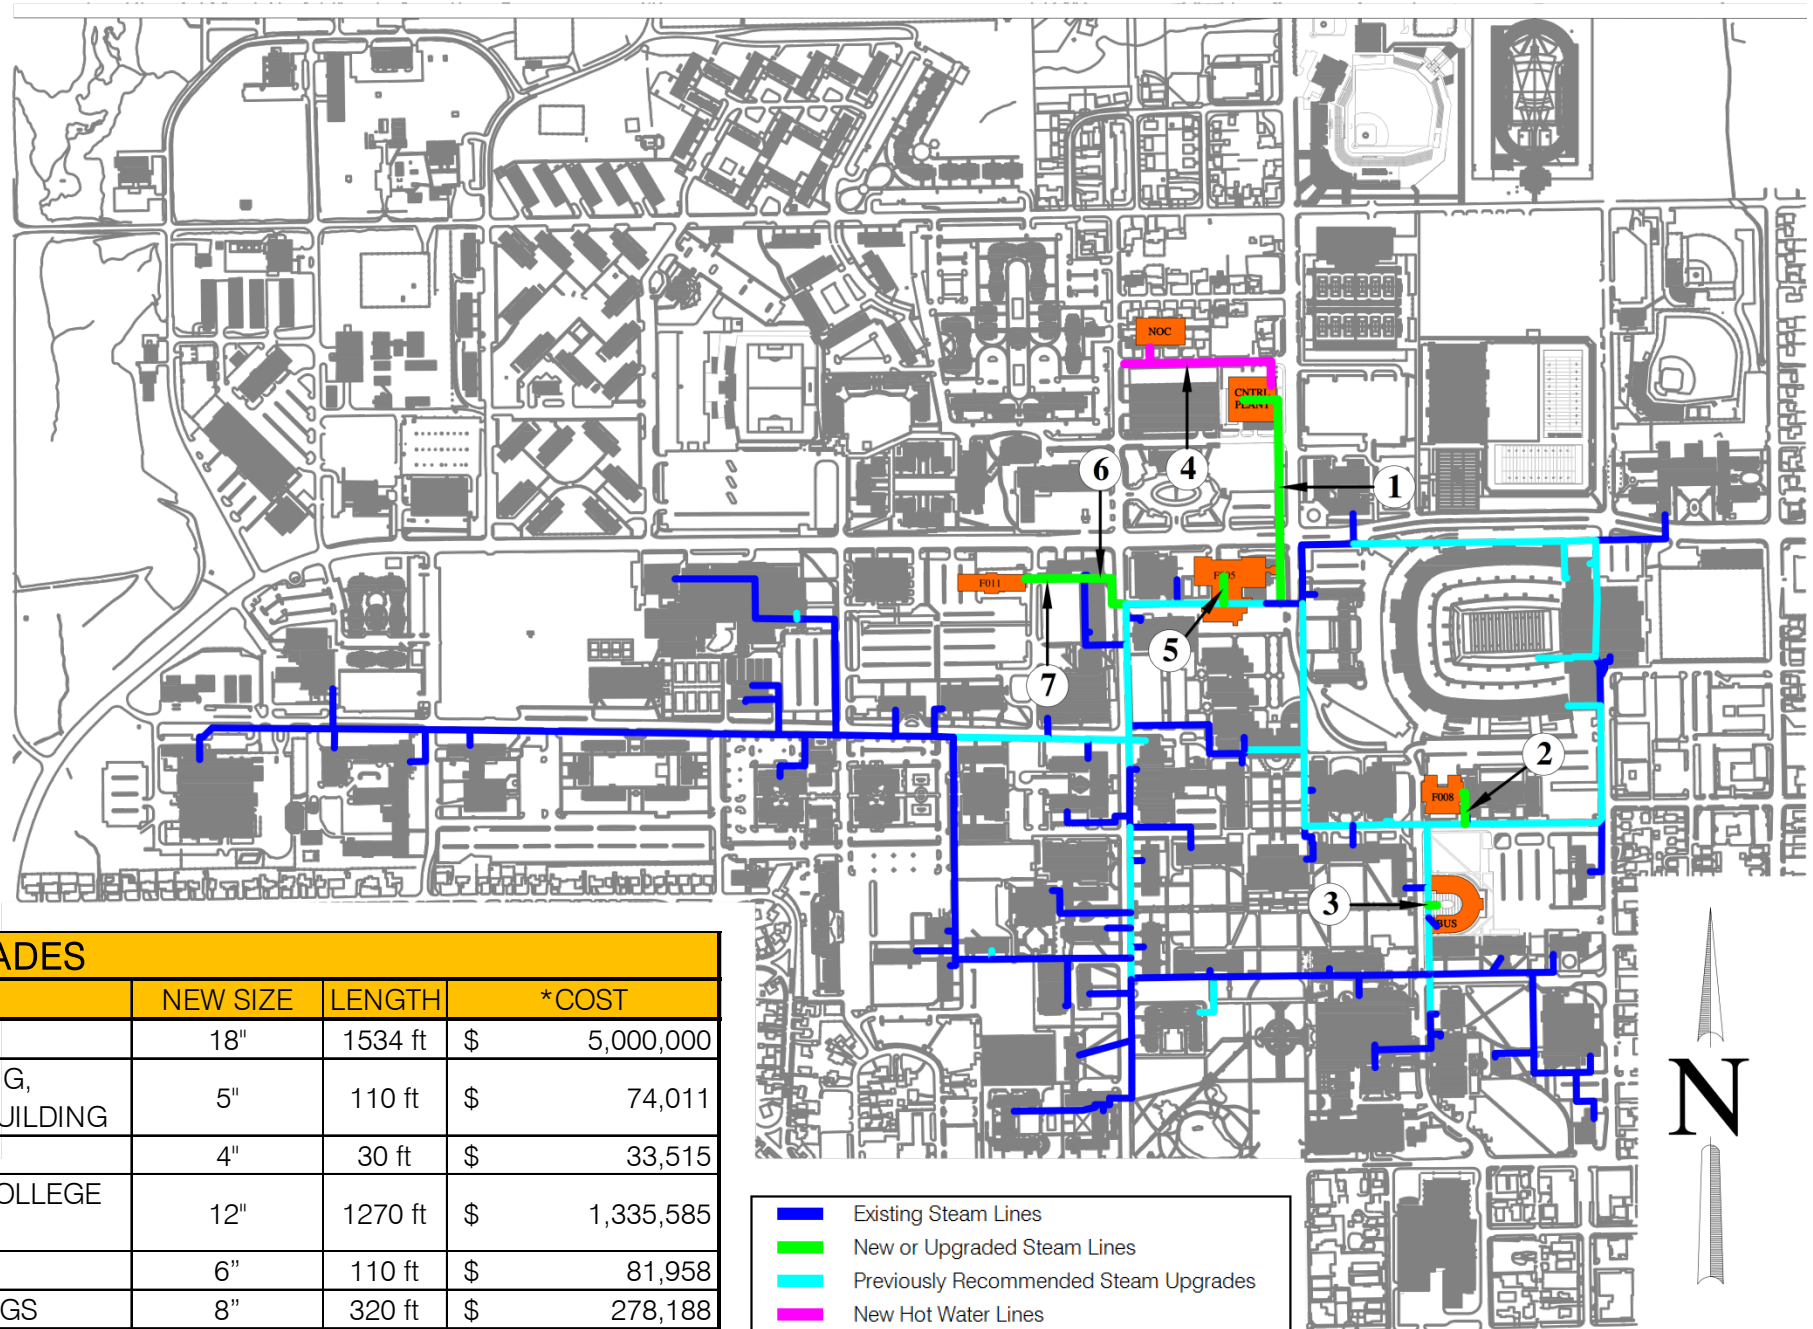 NOC
CNTRL
PLANT
6
4
1
F011
5
7
2
F008
3
BUS
ADES
NEW SIZE LENGTH *COST
18" 1534 ft $ 5,000,000
G,
UILDING
5" 110 ft $ 74,011
4" 30 ft $ 33,515
OLLEGE
12" 1270 ft $ 1,335,585
6” 110 ft $ 81,958
GS 8” 320 ft $ 278,188
Existing Steam Lines
New or Upgraded Steam Lines
Previously Recommended Steam Upgrades
New Hot Water Lines
N